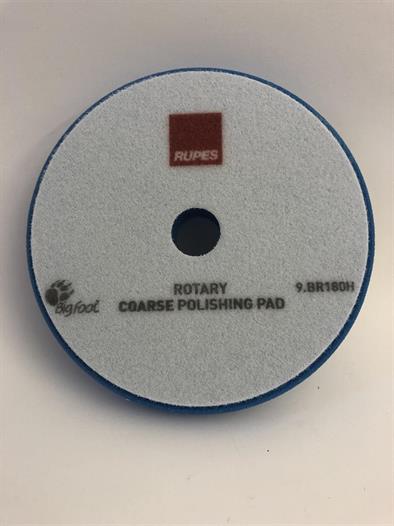 RUPES
ROTARY
Bigfoot COARSE POLISHING PAD 9.BR180H